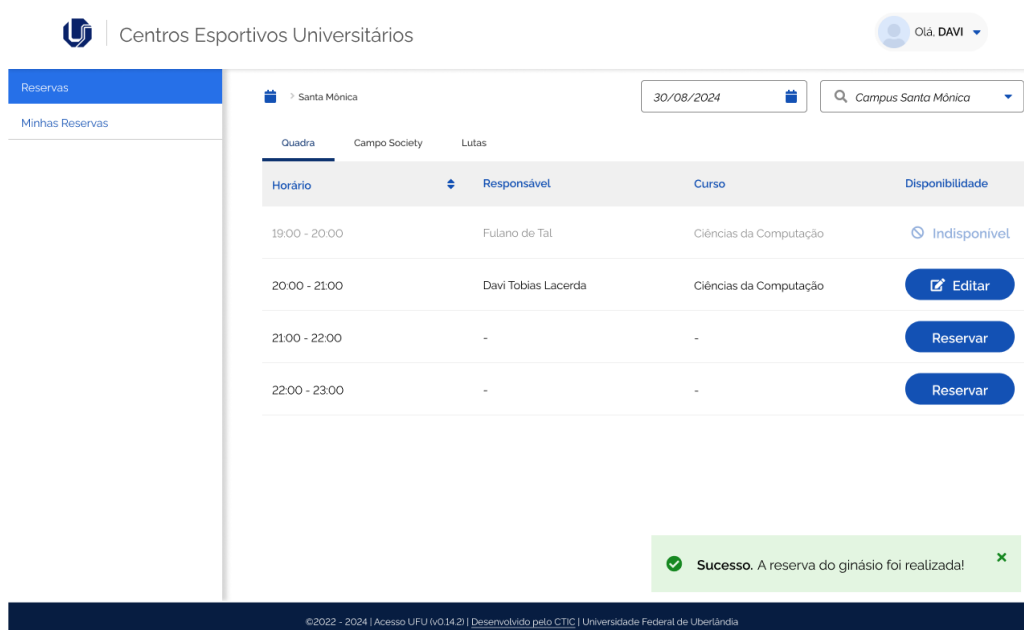 Centros Esportivos Universitários
Olá, DAVI
Reservas
Minhas Reservas
Santa Mônica
30/08/2024
Campus Santa Mônica
Quadra Campo Society Lutas
Horário Responsável Curso Disponibilidade
19:00 - 20:00 Fulano de Tal Ciências da Computação Indisponível
20:00 - 21:00 Davi Tobias Lacerda Ciências da Computação Editar
21:00 - 22:00 - - Reservar
22:00 - 23:00 - - Reservar
Sucesso. A reserva do ginásio foi realizada!
©2022 - 2024 | Acesso UFU (v0.14.2) | Desenvolvido pelo CTIC | Universidade Federal de Uberlândia